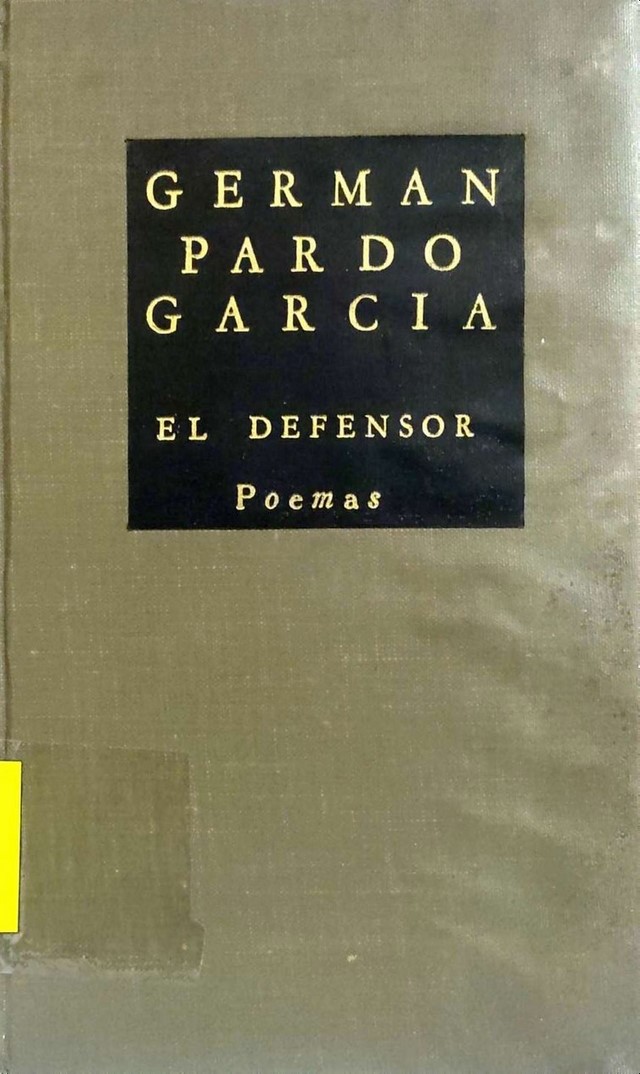 GERMAN
PARDO
GARCIA
EL DEFENSOR
Poemas